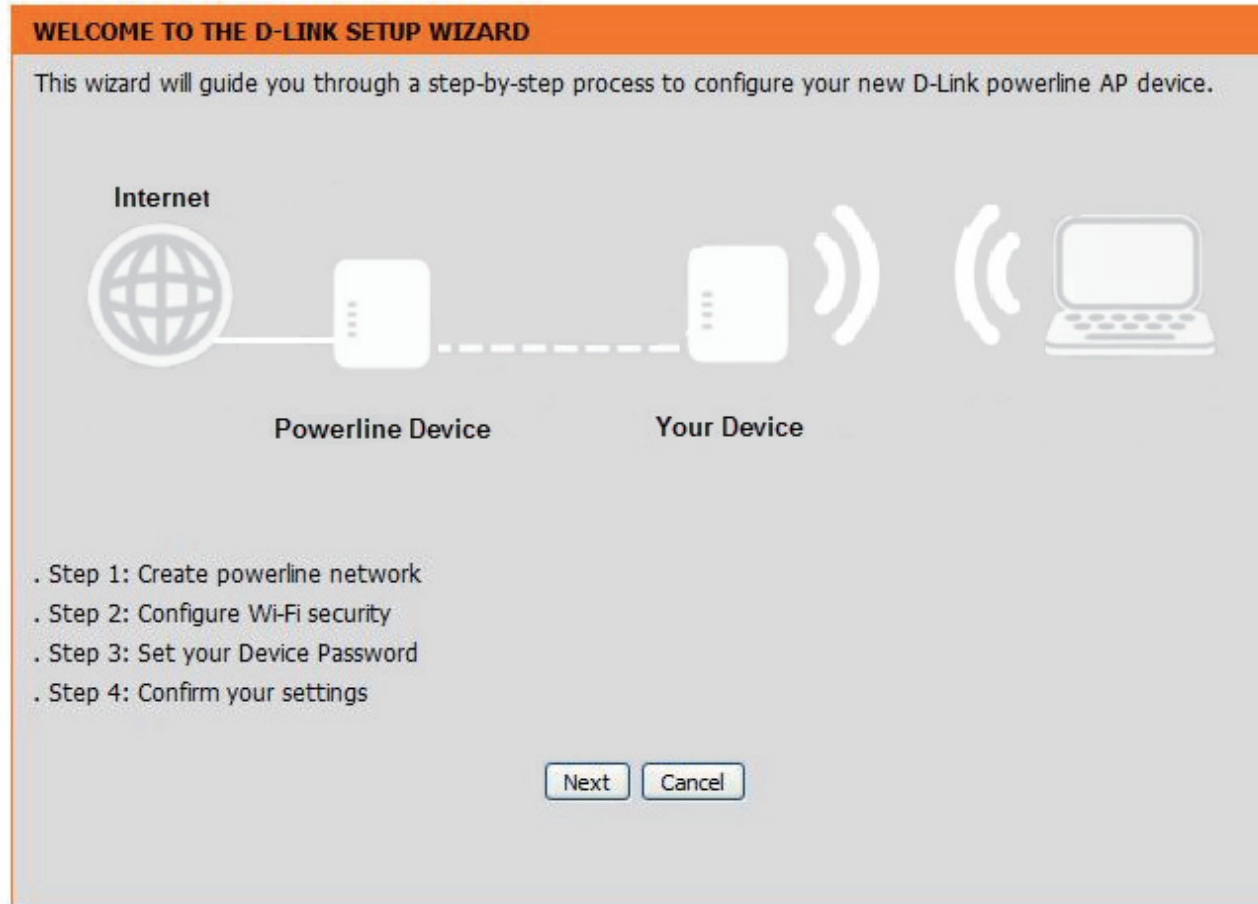 WELCOME TO THE D-LINK SETUP WIZARD
This wizard will guide you through a step-by-step process to configure your new D-Link powerline AP device.
Internet
Powerline Device
Your Device
. Step 1: Create powerline network
. Step 2: Configure Wi-Fi security
. Step 3: Set your Device Password
. Step 4: Confirm your settings
Next Cancel